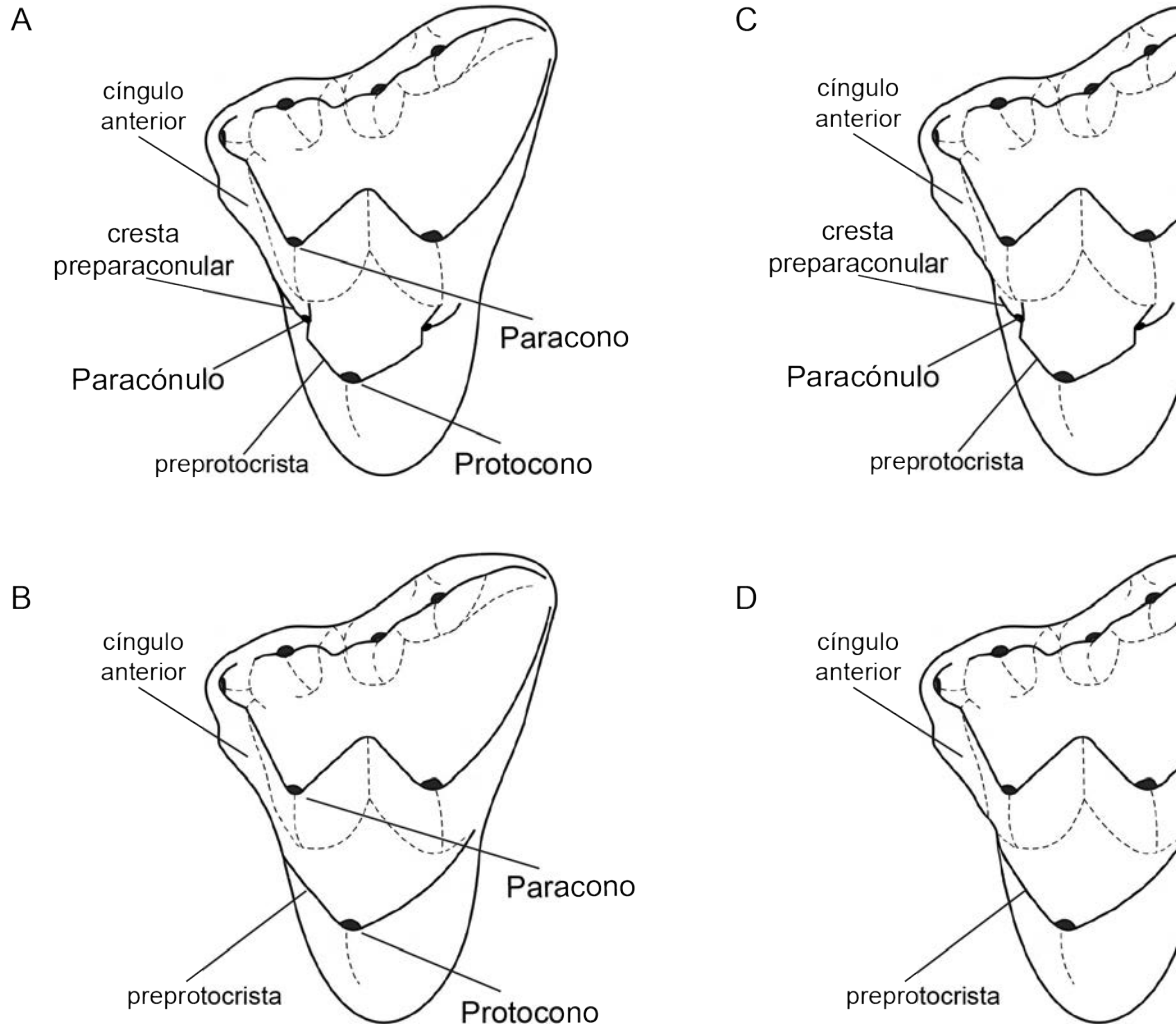 A
cíngulo
anterior
cresta
preparaconular
Paracono
Paracónulo
preprotocrista
Protocono
C
cíngulo
anterior
cresta
preparaconular
Paracónulo
preprotocrista
B
cíngulo
anterior
Paracono
preprotocrista
Protocono
D
cíngulo
anterior
preprotocrista